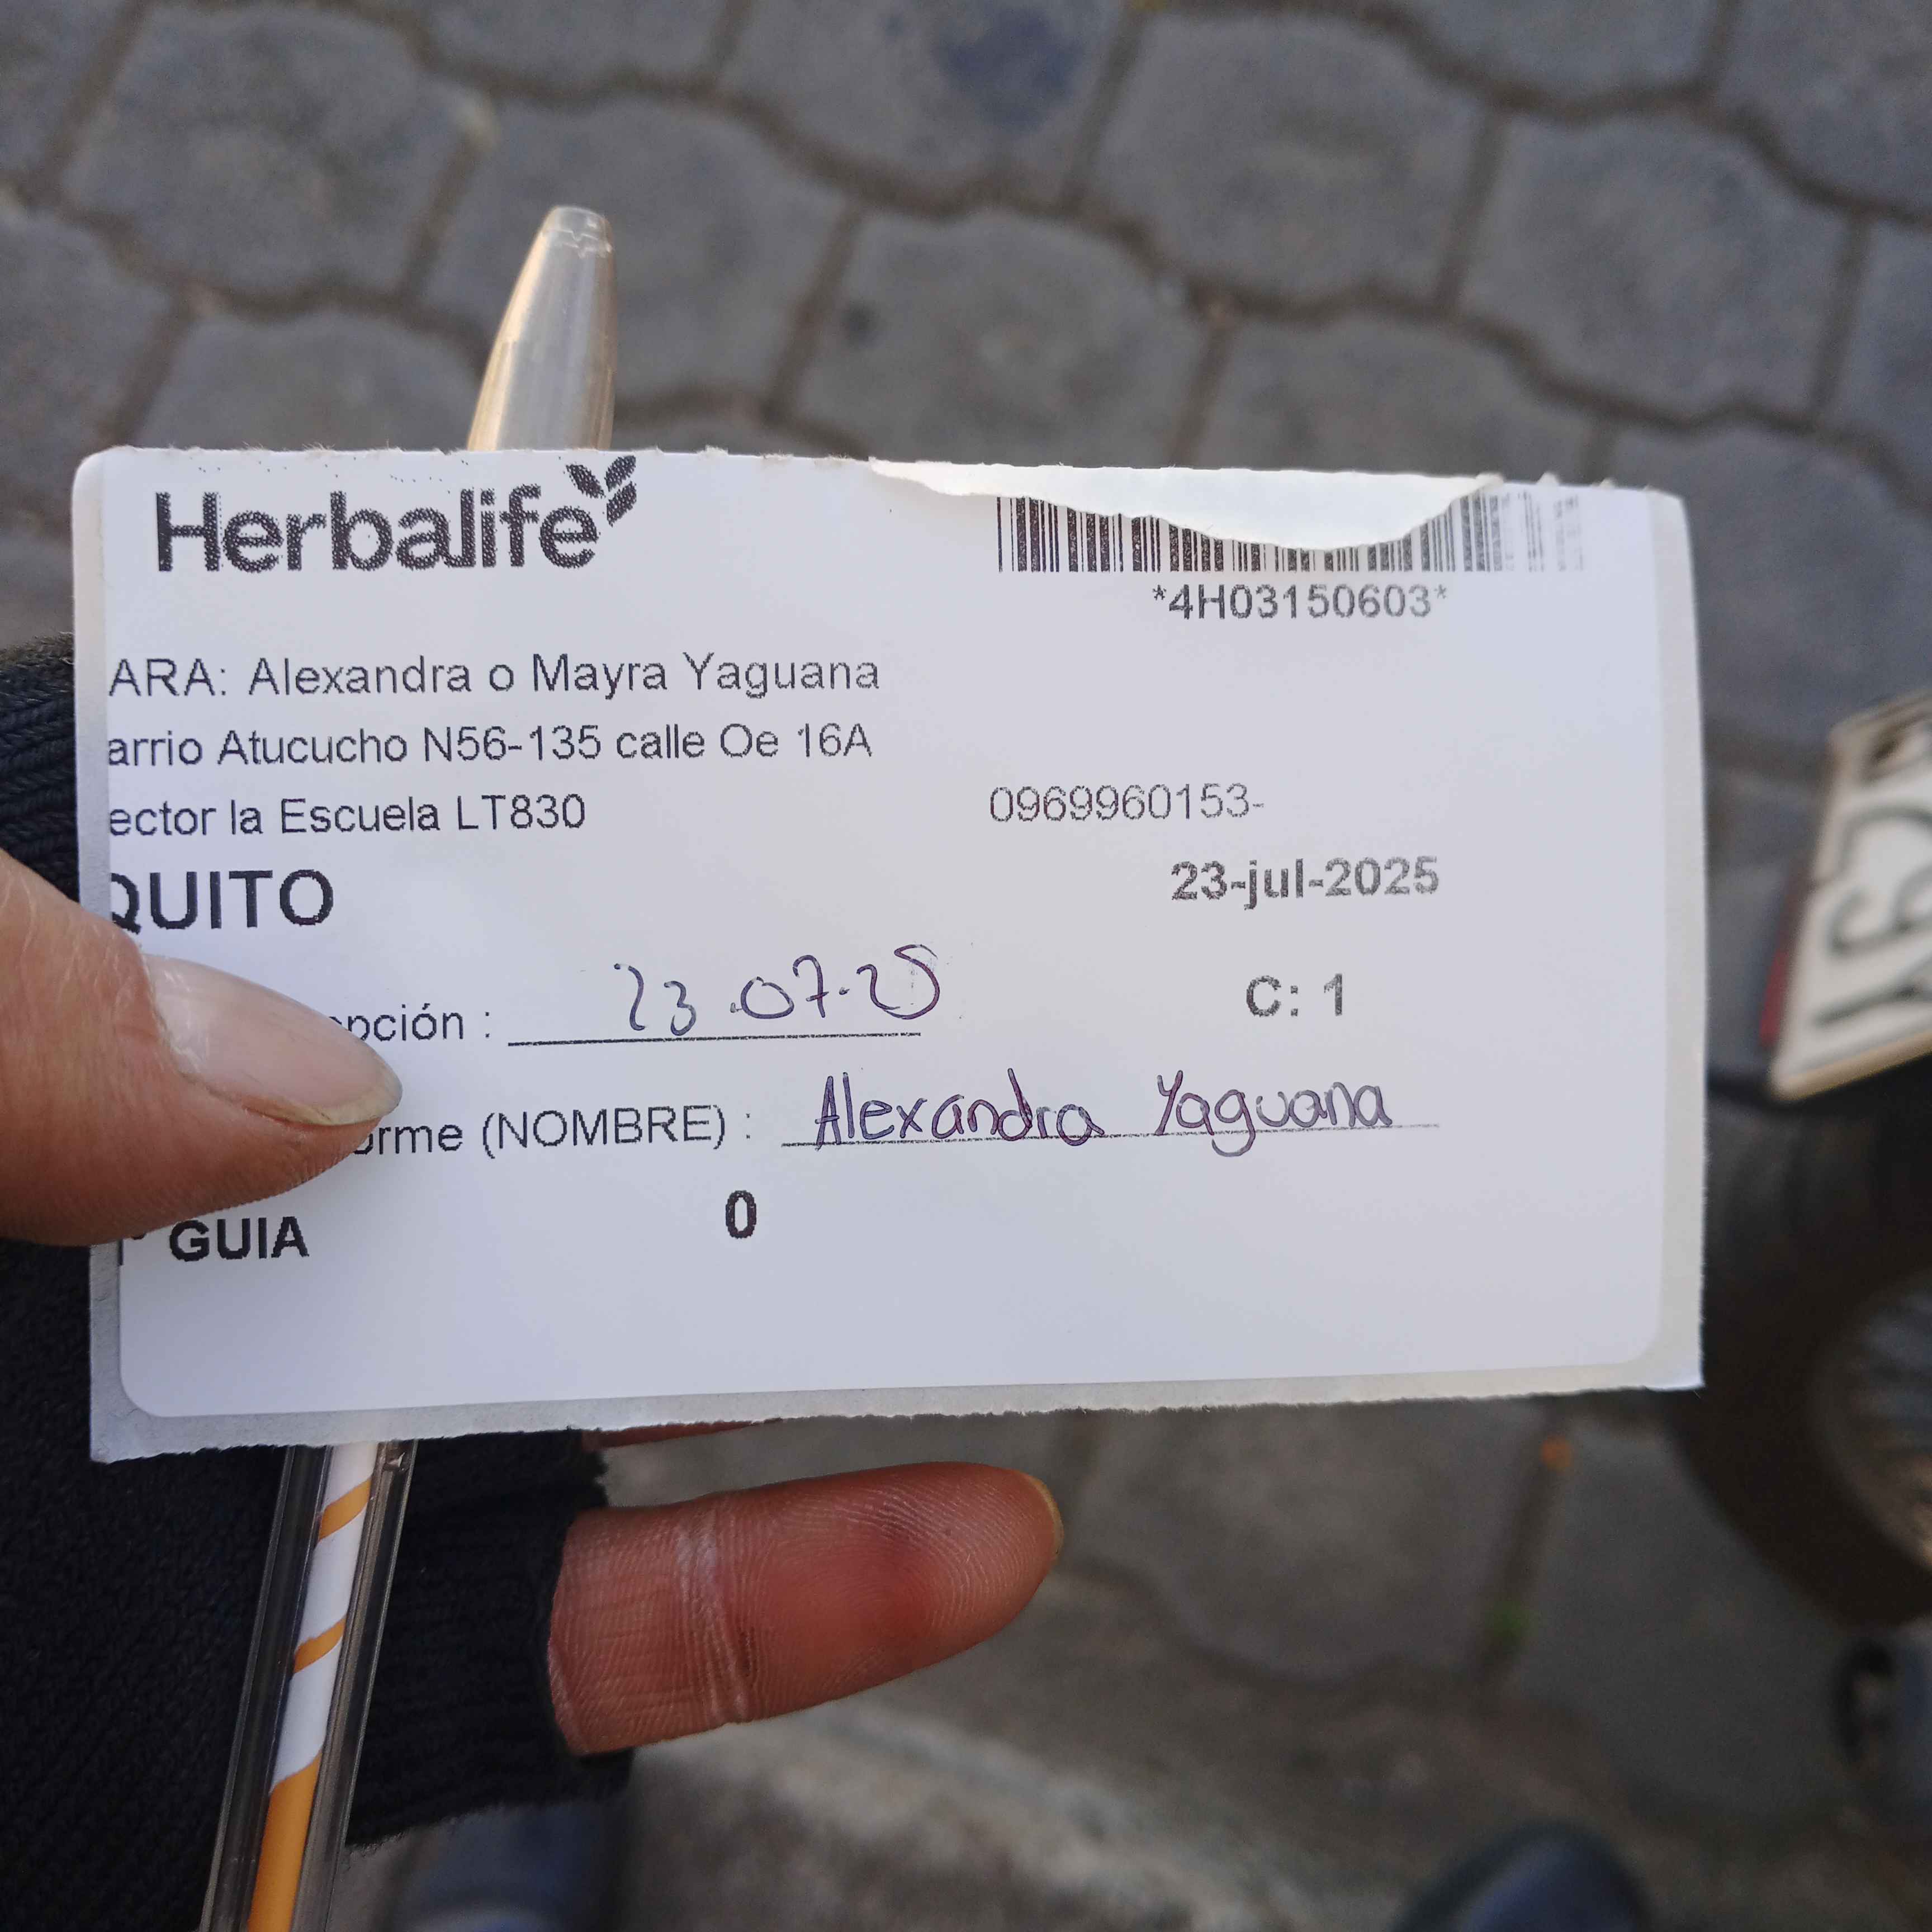 Herbalife
*4H03150603*
ARA: Alexandra o Mayra Yaguana
arrio Atucucho N56-135 calle Oe 16A
ector la Escuela LT830
0969960153-
QUITO
23-jul-2025
pción : 23.07.25
C: 1
orme (NOMBRE) : Alexandra Yaguana
GUIA 0